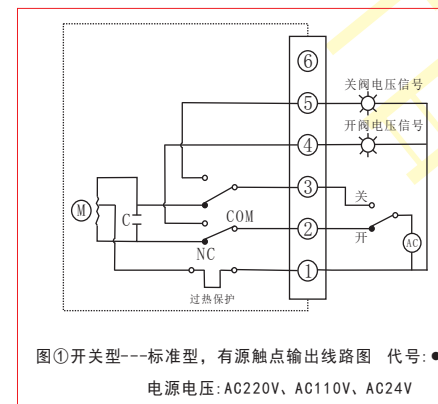 ⑥
⑤
关阀电压信号
④
开阀电压信号
③
关
M
C
COM
②
开
AC
NC
①
过热保护
图①开关型---标准型，有源触点输出线路图 代号:●
电源电压:AC220V、AC110V、AC24V